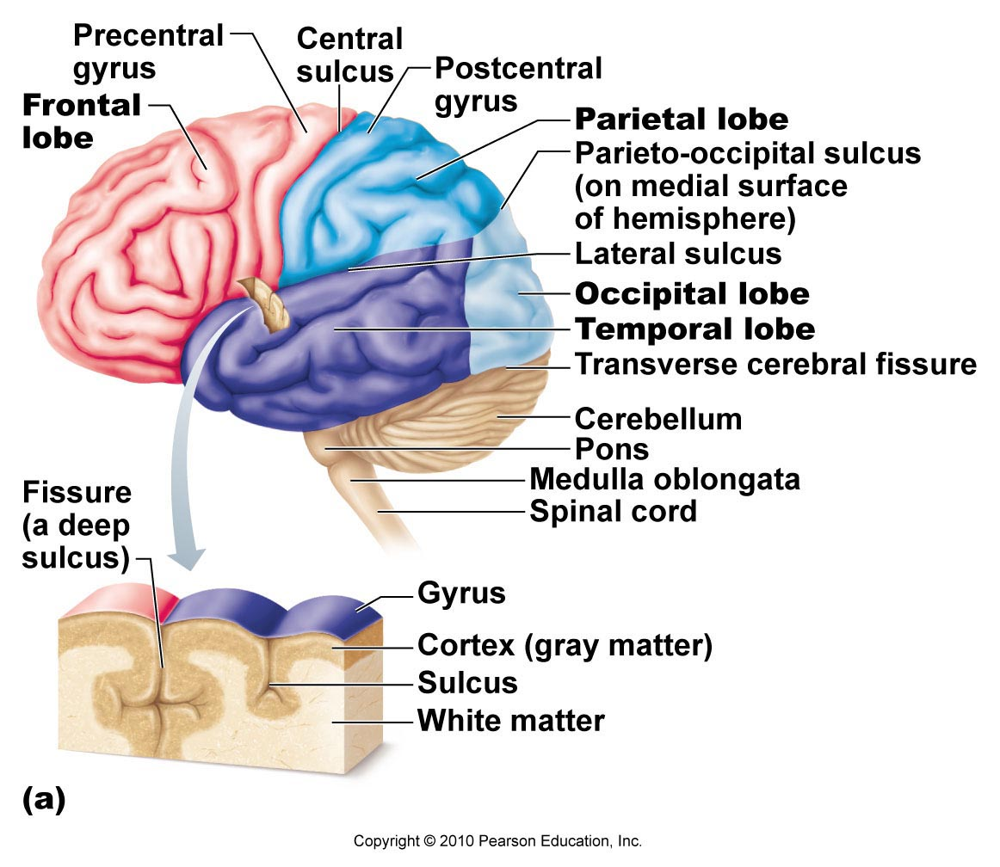 Precentral
gyrus
Central
sulcus
Postcentral
gyrus
Frontal
lobe
Parietal lobe
Parieto-occipital sulcus
(on medial surface
of hemisphere)
Lateral sulcus
Occipital lobe
Temporal lobe
Transverse cerebral fissure
Cerebellum
Pons
Medulla oblongata
Spinal cord
Fissure
(a deep
sulcus)
Gyrus
Cortex (gray matter)
Sulcus
White matter
(a)
Copyright © 2010 Pearson Education, Inc.